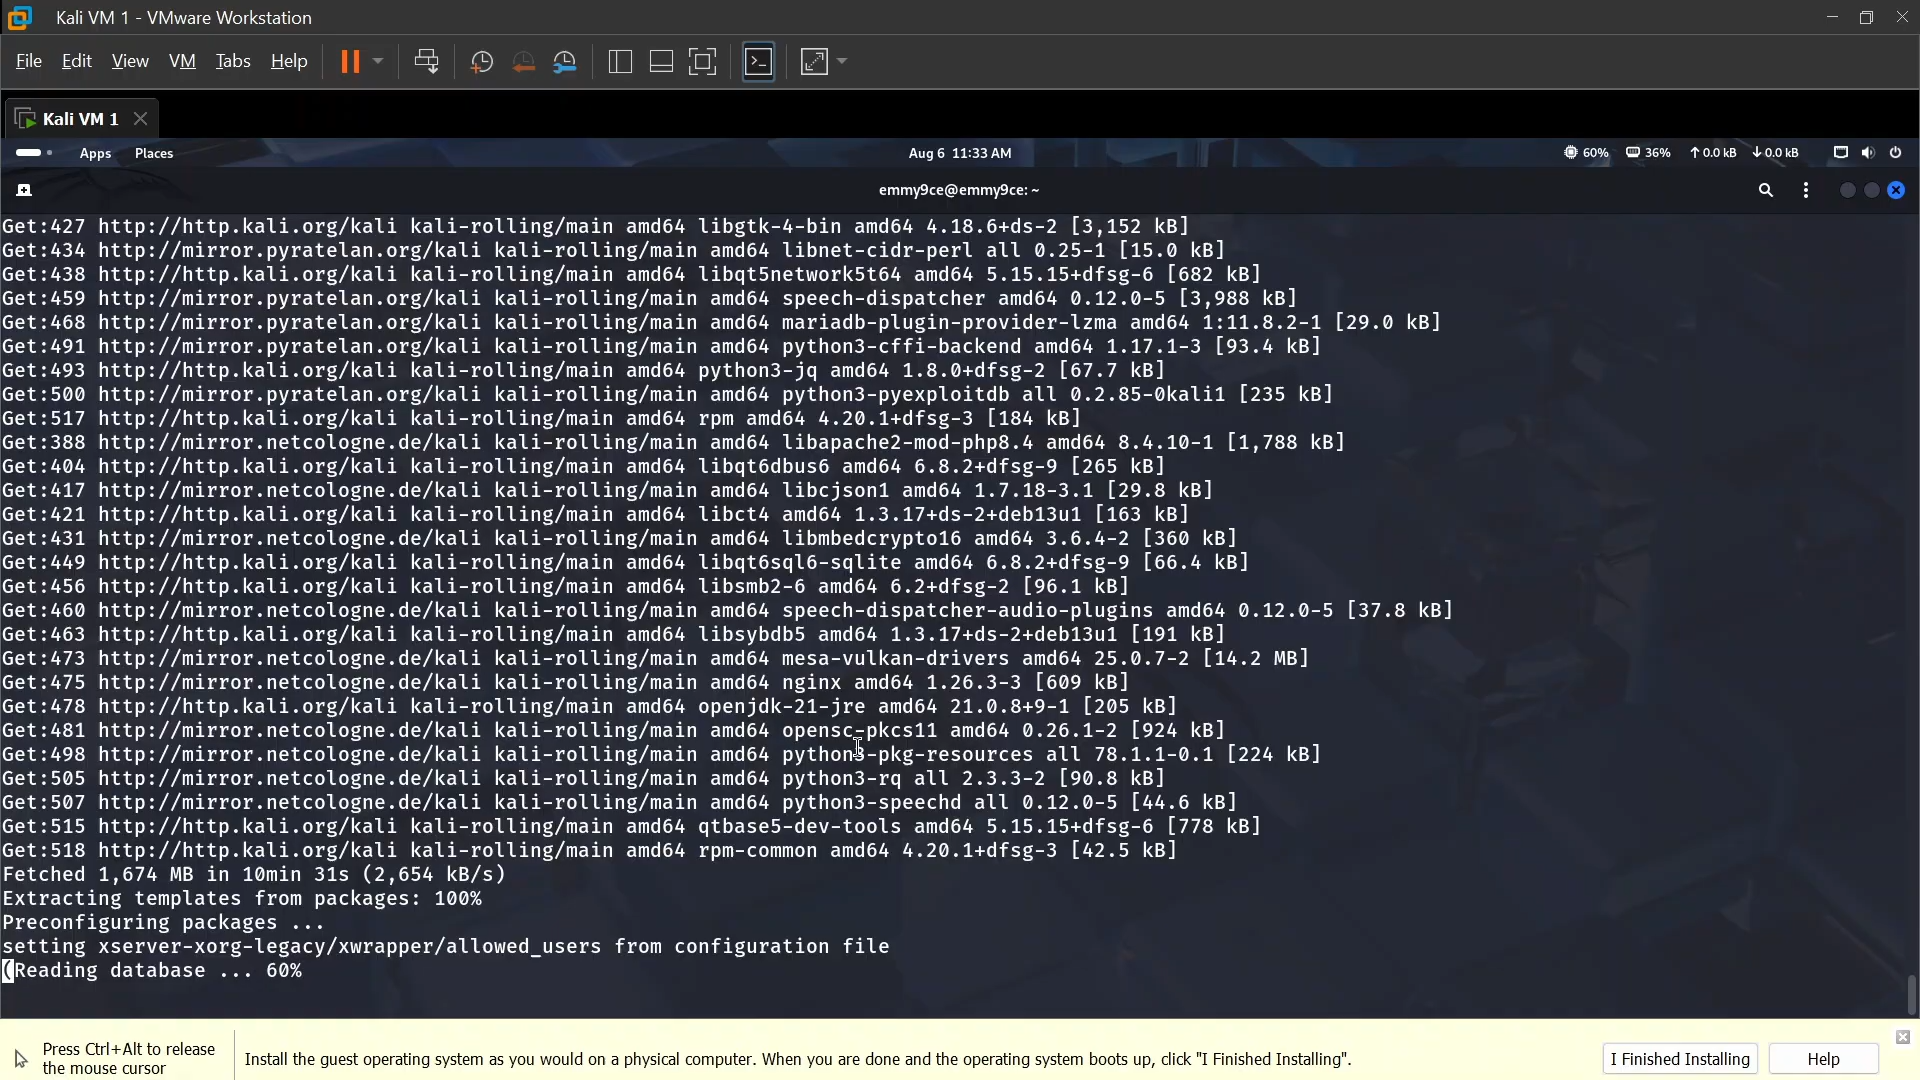 Kali VM 1 - VMware Workstation
File Edit View VM Tabs Help
Kali VM 1
Apps Places Aug 6 11:33 AM 60% 36% ↑0.0 kB ↓0.0 kB
emmy9ce@emmy9ce: ~
Get:427 http://http.kali.org/kali kali-rolling/main amd64 libgtk-4-bin amd64 4.18.6+ds-2 [3,152 kB]
Get:434 http://mirror.pyratelan.org/kali kali-rolling/main amd64 libnet-cidr-perl all 0.25-1 [15.0 kB]
Get:438 http://http.kali.org/kali kali-rolling/main amd64 libqt5network5t64 amd64 5.15.15+dfsg-6 [682 kB]
Get:459 http://mirror.pyratelan.org/kali kali-rolling/main amd64 speech-dispatcher amd64 0.12.0-5 [3,988 kB]
Get:468 http://mirror.pyratelan.org/kali kali-rolling/main amd64 mariadb-plugin-provider-lzma amd64 1:11.8.2-1 [29.0 kB]
Get:491 http://mirror.pyratelan.org/kali kali-rolling/main amd64 python3-cffi-backend amd64 1.17.1-3 [93.4 kB]
Get:493 http://http.kali.org/kali kali-rolling/main amd64 python3-jq amd64 1.8.0+dfsg-2 [67.7 kB]
Get:500 http://mirror.pyratelan.org/kali kali-rolling/main amd64 python3-pyexploitdb all 0.2.85-0kali1 [235 kB]
Get:517 http://http.kali.org/kali kali-rolling/main amd64 rpm amd64 4.20.1+dfsg-3 [184 kB]
Get:388 http://mirror.netcologne.de/kali kali-rolling/main amd64 libapache2-mod-php8.4 amd64 8.4.10-1 [1,788 kB]
Get:404 http://http.kali.org/kali kali-rolling/main amd64 libqt6dbus6 amd64 6.8.2+dfsg-9 [265 kB]
Get:417 http://mirror.netcologne.de/kali kali-rolling/main amd64 libcjson1 amd64 1.7.18-3.1 [29.8 kB]
Get:421 http://http.kali.org/kali kali-rolling/main amd64 libct4 amd64 1.3.17+ds-2+deb13u1 [163 kB]
Get:431 http://mirror.netcologne.de/kali kali-rolling/main amd64 libmbedcrypto16 amd64 3.6.4-2 [360 kB]
Get:449 http://http.kali.org/kali kali-rolling/main amd64 libqt6sql6-sqlite amd64 6.8.2+dfsg-9 [66.4 kB]
Get:456 http://mirror.netcologne.de/kali kali-rolling/main amd64 libsmb2-6 amd64 6.2+dfsg-2 [96.1 kB]
Get:460 http://mirror.netcologne.de/kali kali-rolling/main amd64 speech-dispatcher-audio-plugins amd64 0.12.0-5 [37.8 kB]
Get:463 http://mirror.netcologne.de/kali kali-rolling/main amd64 libsybdb5 amd64 1.3.17+ds-2+deb13u1 [191 kB]
Get:473 http://mirror.netcologne.de/kali kali-rolling/main amd64 mesa-vulkan-drivers amd64 25.0.7-2 [14.2 MB]
Get:475 http://mirror.netcologne.de/kali kali-rolling/main amd64 nginx amd64 1.26.3-3 [609 kB]
Get:478 http://http.kali.org/kali kali-rolling/main amd64 openjdk-21-jre amd64 21.0.8+9-1 [205 kB]
Get:481 http://mirror.netcologne.de/kali kali-rolling/main amd64 opensc-pkcs11 amd64 0.26.1-2 [924 kB]
Get:498 http://mirror.netcologne.de/kali kali-rolling/main amd64 python3-pkg-resources all 78.1.1-0.1 [224 kB]
Get:505 http://mirror.netcologne.de/kali kali-rolling/main amd64 python3-rq all 2.3.3-2 [90.8 kB]
Get:507 http://mirror.netcologne.de/kali kali-rolling/main amd64 python3-speechd all 0.12.0-5 [44.6 kB]
Get:515 http://http.kali.org/kali kali-rolling/main amd64 qtbase5-dev-tools amd64 5.15.15+dfsg-6 [778 kB]
Get:518 http://http.kali.org/kali kali-rolling/main amd64 rpm-common amd64 4.20.1+dfsg-3 [42.5 kB]
Fetched 1,674 MB in 10min 31s (2,654 kB/s)
Extracting templates from packages: 100%
Preconfiguring packages ...
setting xserver-xorg-legacy/xwrapper/allowed_users from configuration file
(Reading database ... 60%
Press Ctrl+Alt to release
the mouse cursor
Install the guest operating system as you would on a physical computer. When you are done and the operating system boots up, click "I Finished Installing".
I Finished Installing Help